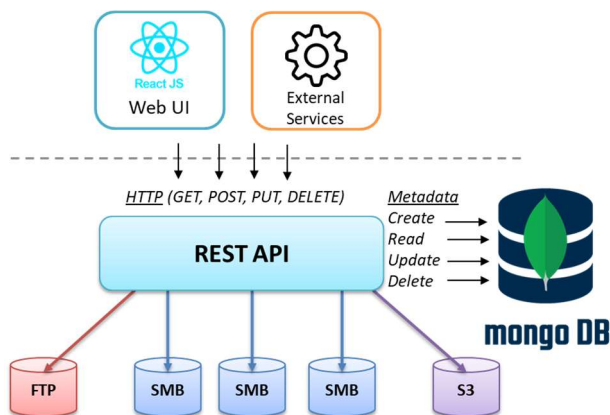 React JS
Web UI
External
Services
HTTP (GET, POST, PUT, DELETE)
Metadata
Create
Read
Update
Delete
REST API
mongo DB
FTP
SMB
SMB
SMB
S3